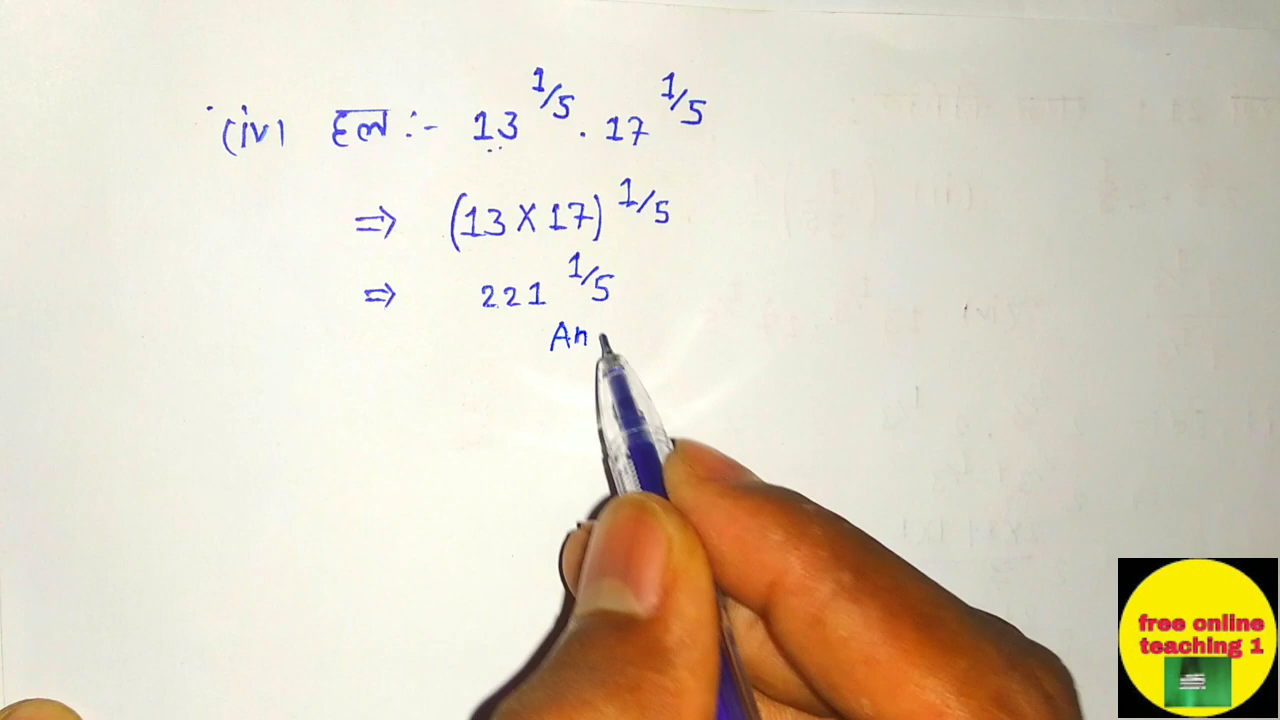 (iv) हल :- 13^1/5 . 17^1/5
⇒ (13 × 17)^1/5
⇒ 221^1/5
An
free online
teaching 1